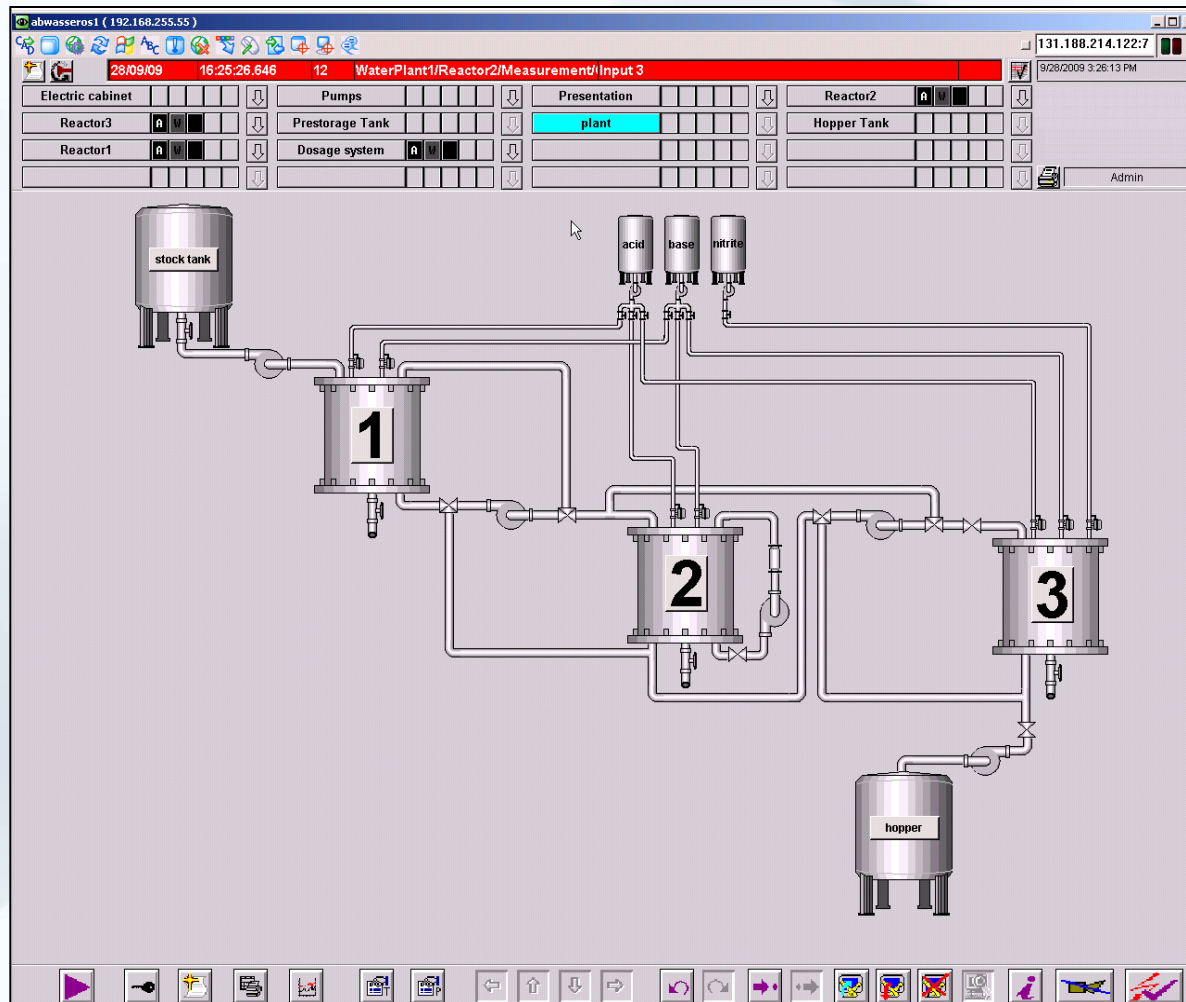 abwasseros1 ( 192.168.255.55 )
131.188.214.122:7
28/09/09 16:25:26.646 12 WaterPlant1/Reactor2/Measurement/ Input 3
9/28/2009 3:26:13 PM
Electric cabinet Pumps Presentation Reactor2 A W
Reactor3 A W Prestorage Tank plant Hopper Tank
Reactor1 A W Dosage system A W
Admin
stock tank
acid base nitrite
1
2
3
hopper